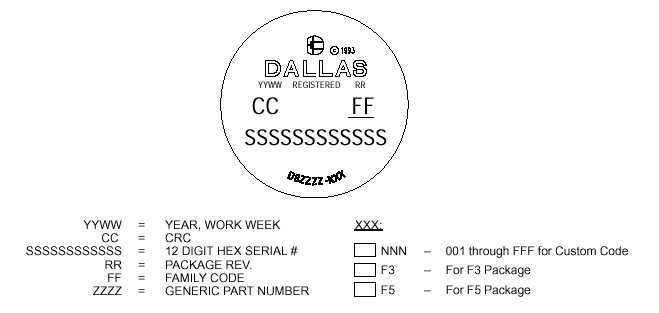 © 1993
DALLAS
YYWW REGISTERED RR
CC FF
SSSSSSSSSSSS
DSZZZZ-XXX
YYWW = YEAR, WORK WEEK
CC = CRC
SSSSSSSSSSSS = 12 DIGIT HEX SERIAL #
RR = PACKAGE REV.
FF = FAMILY CODE
ZZZZ = GENERIC PART NUMBER
XXX:
NNN – 001 through FFF for Custom Code
F3 – For F3 Package
F5 – For F5 Package